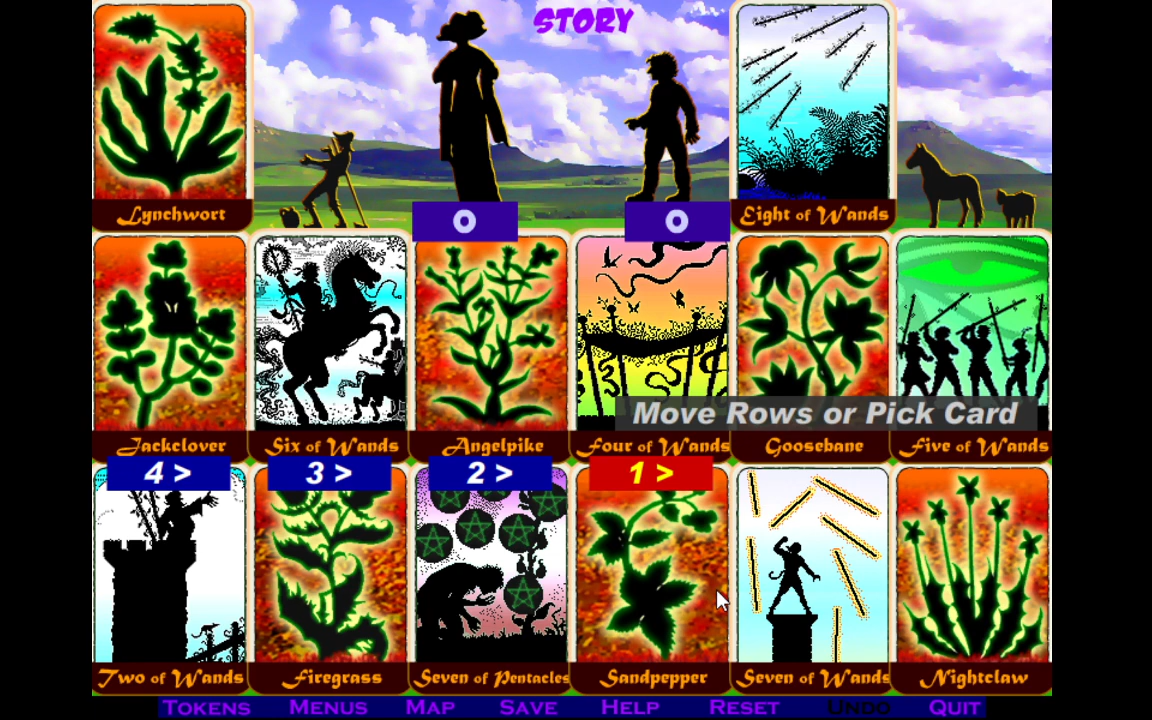 STORY
Lynchwort
Eight of Wands
0
0
Jackclover
Six of Wands
Angelpike
Four of Wands
Goosebane
Five of Wands
Move Rows or Pick Card
4 >
3 >
2 >
1 >
Two of Wands
Firegrass
Seven of Pentacles
Sandpepper
Seven of Wands
Nightclaw
TOKENS MENUS MAP SAVE HELP RESET UNDO QUIT